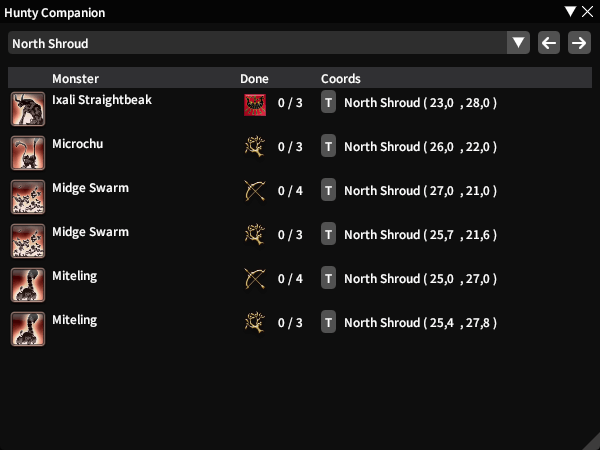 Hunty Companion
North Shroud
Monster Done Coords
Ixali Straightbeak 0 / 3 T North Shroud ( 23,0 , 28,0 )
Microchu 0 / 3 T North Shroud ( 26,0 , 22,0 )
Midge Swarm 0 / 4 T North Shroud ( 27,0 , 21,0 )
Midge Swarm 0 / 3 T North Shroud ( 25,7 , 21,6 )
Miteling 0 / 4 T North Shroud ( 25,0 , 27,0 )
Miteling 0 / 3 T North Shroud ( 25,4 , 27,8 )